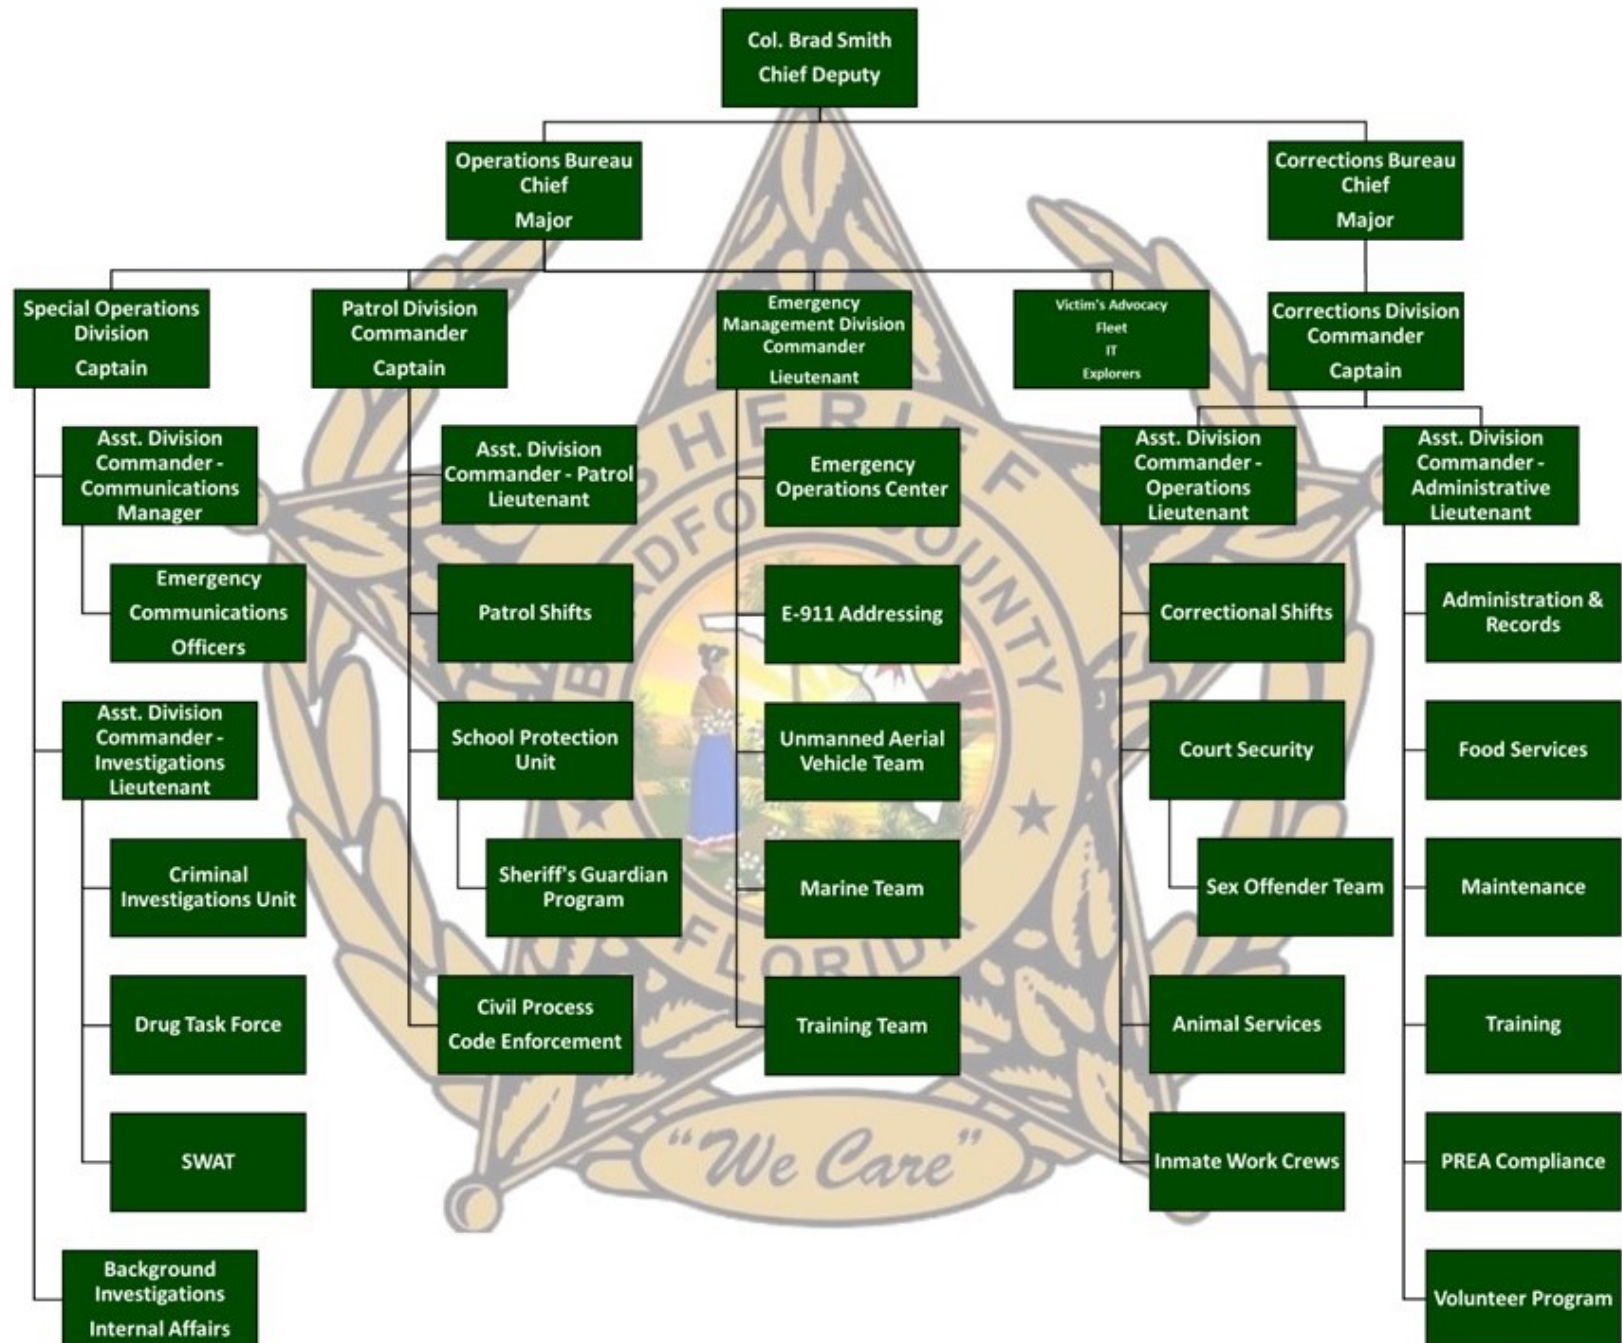 Col. Brad Smith
Chief Deputy
Operations Bureau
Chief
Major
Corrections Bureau
Chief
Major
Special Operations
Division
Captain
Patrol Division
Commander
Captain
Emergency
Management Division
Commander
Lieutenant
Victim's Advocacy
Fleet
IT
Explorers
Corrections Division
Commander
Captain
Asst. Division
Commander -
Communications
Manager
Emergency
Communications
Officers
Asst. Division
Commander -
Investigations
Lieutenant
Criminal
Investigations Unit
Drug Task Force
SWAT
Background
Investigations
Internal Affairs
Asst. Division
Commander - Patrol
Lieutenant
Patrol Shifts
School Protection
Unit
Sheriff's Guardian
Program
Civil Process
Code Enforcement
Emergency
Operations Center
E-911 Addressing
Unmanned Aerial
Vehicle Team
Marine Team
Training Team
Asst. Division
Commander -
Operations
Lieutenant
Correctional Shifts
Court Security
Sex Offender Team
Animal Services
Inmate Work Crews
Asst. Division
Commander -
Administrative
Lieutenant
Administration &
Records
Food Services
Maintenance
Training
PREA Compliance
Volunteer Program
SHERIFF
BRADFORD COUNTY
FLORIDA
"We Care"